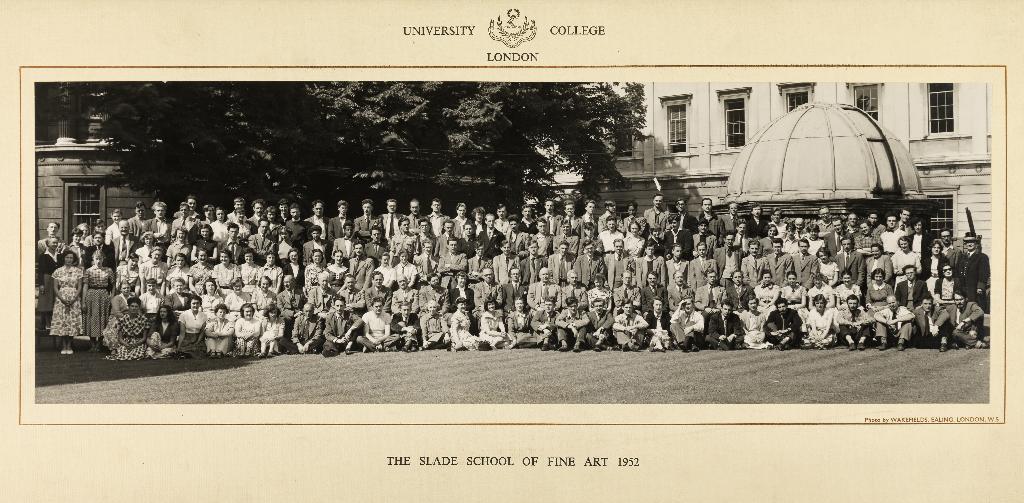 UNIVERSITY COLLEGE
LONDON
Photo by WAKEFIELDS, EALING, LONDON, W.5
THE SLADE SCHOOL OF FINE ART 1952